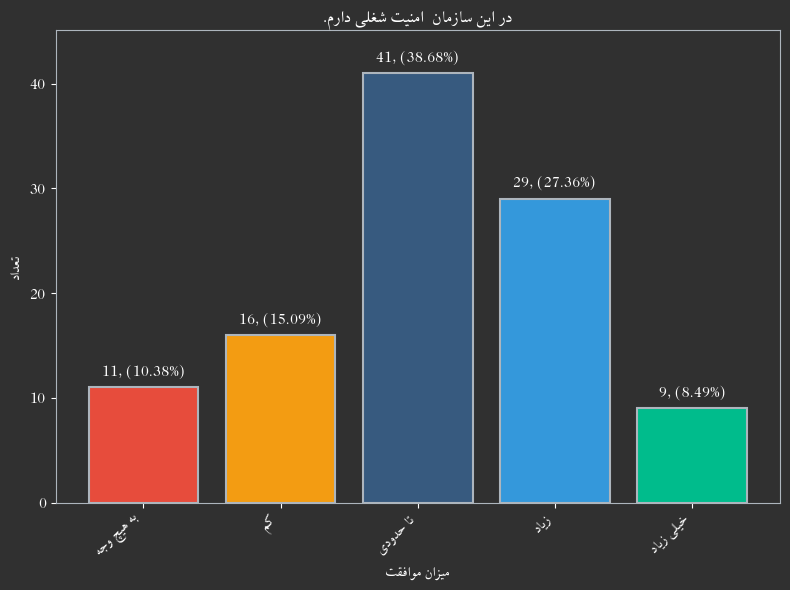 در این سازمان  امنیت شغلی دارم.
41, (38.68%)
29, (27.36%)
16, (15.09%)
11, (10.38%)
9, (8.49%)
40
30
20
10
0
تعداد
به هیچ وجه
کم
تا حدودی
زیاد
خیلی زیاد
میزان موافقت